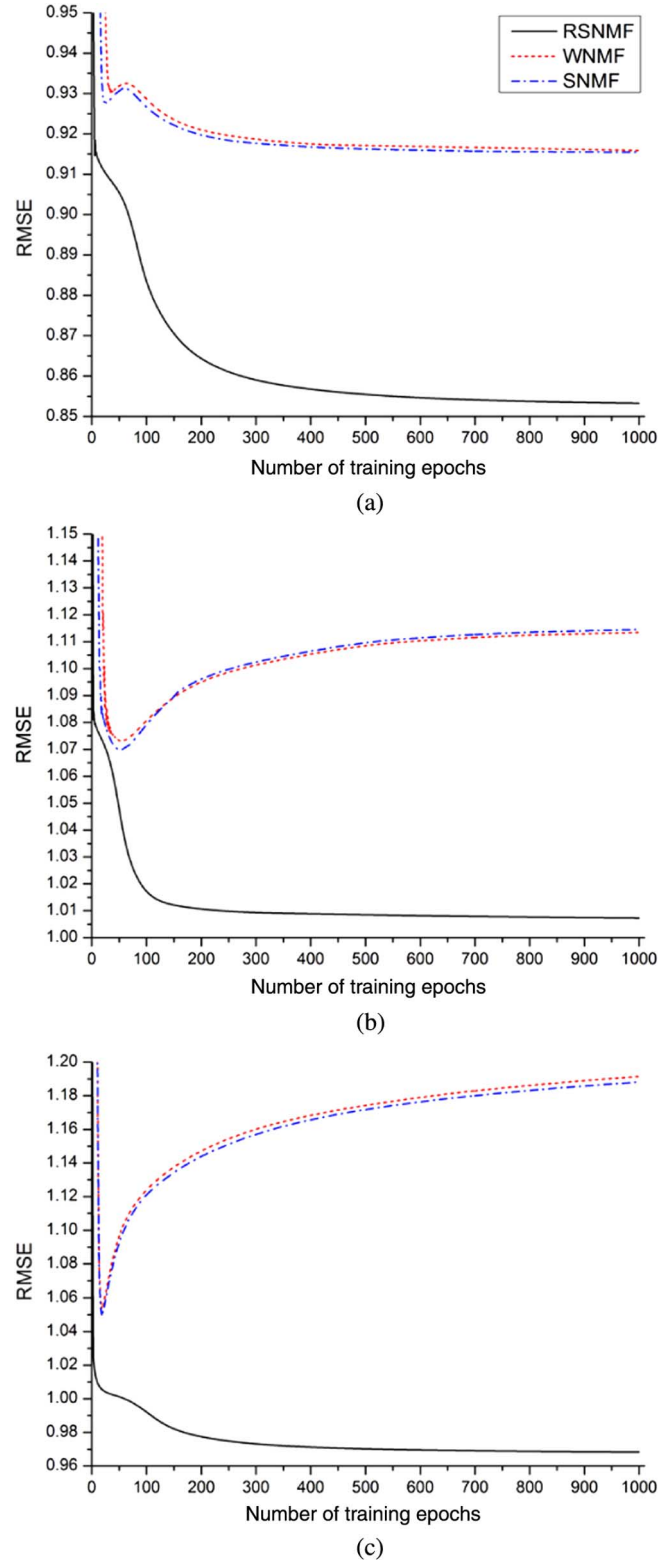 0.95
0.94
0.93
0.92
0.91
0.90
0.89
0.88
0.87
0.86
0.85
RMSE
RSNMF
WNMF
SNMF
0 100 200 300 400 500 600 700 800 900 1000
Number of training epochs
(a)
1.15
1.14
1.13
1.12
1.11
1.10
1.09
1.08
1.07
1.06
1.05
1.04
1.03
1.02
1.01
1.00
RMSE
0 100 200 300 400 500 600 700 800 900 1000
Number of training epochs
(b)
1.20
1.18
1.16
1.14
1.12
1.10
1.08
1.06
1.04
1.02
1.00
0.98
0.96
RMSE
0 100 200 300 400 500 600 700 800 900 1000
Number of training epochs
(c)